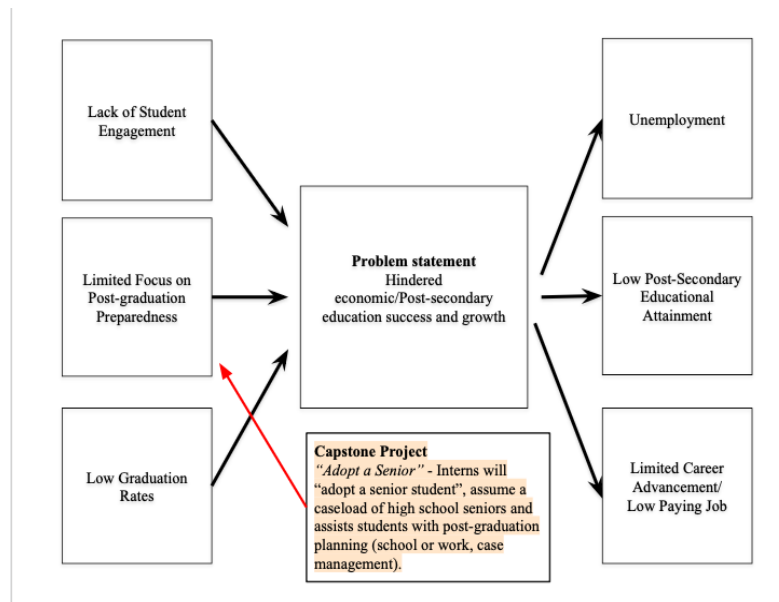 Lack of Student
Engagement
Limited Focus on
Post-graduation
Preparedness
Low Graduation
Rates
Problem statement
Hindered
economic/Post-secondary
education success and growth
Capstone Project
“Adopt a Senior” - Interns will
“adopt a senior student”, assume a
caseload of high school seniors and
assists students with post-graduation
planning (school or work, case
management).
Unemployment
Low Post-Secondary
Educational
Attainment
Limited Career
Advancement/
Low Paying Job